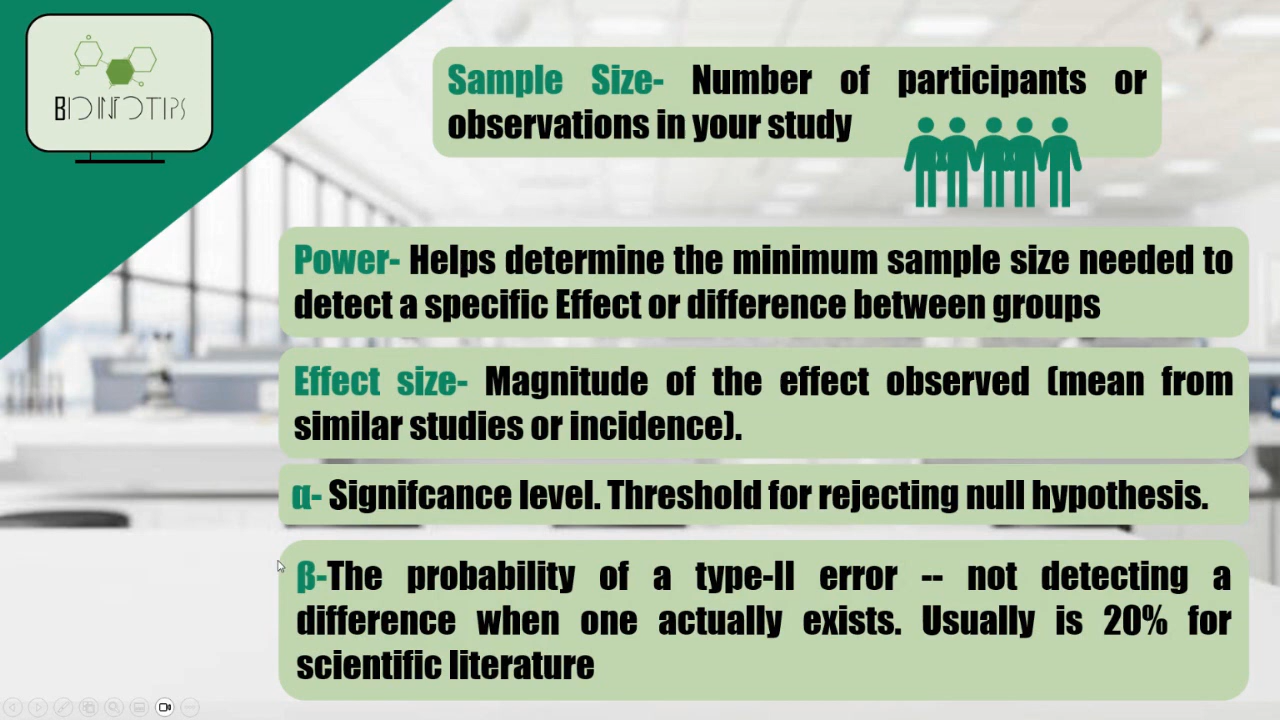 BIOINFOTIPS
Sample Size- Number of participants or
observations in your study
Power- Helps determine the minimum sample size needed to
detect a specific Effect or difference between groups
Effect size- Magnitude of the effect observed (mean from
similar studies or incidence).
α- Signifcance level. Threshold for rejecting null hypothesis.
β-The probability of a type-II error -- not detecting a
difference when one actually exists. Usually is 20% for
scientific literature